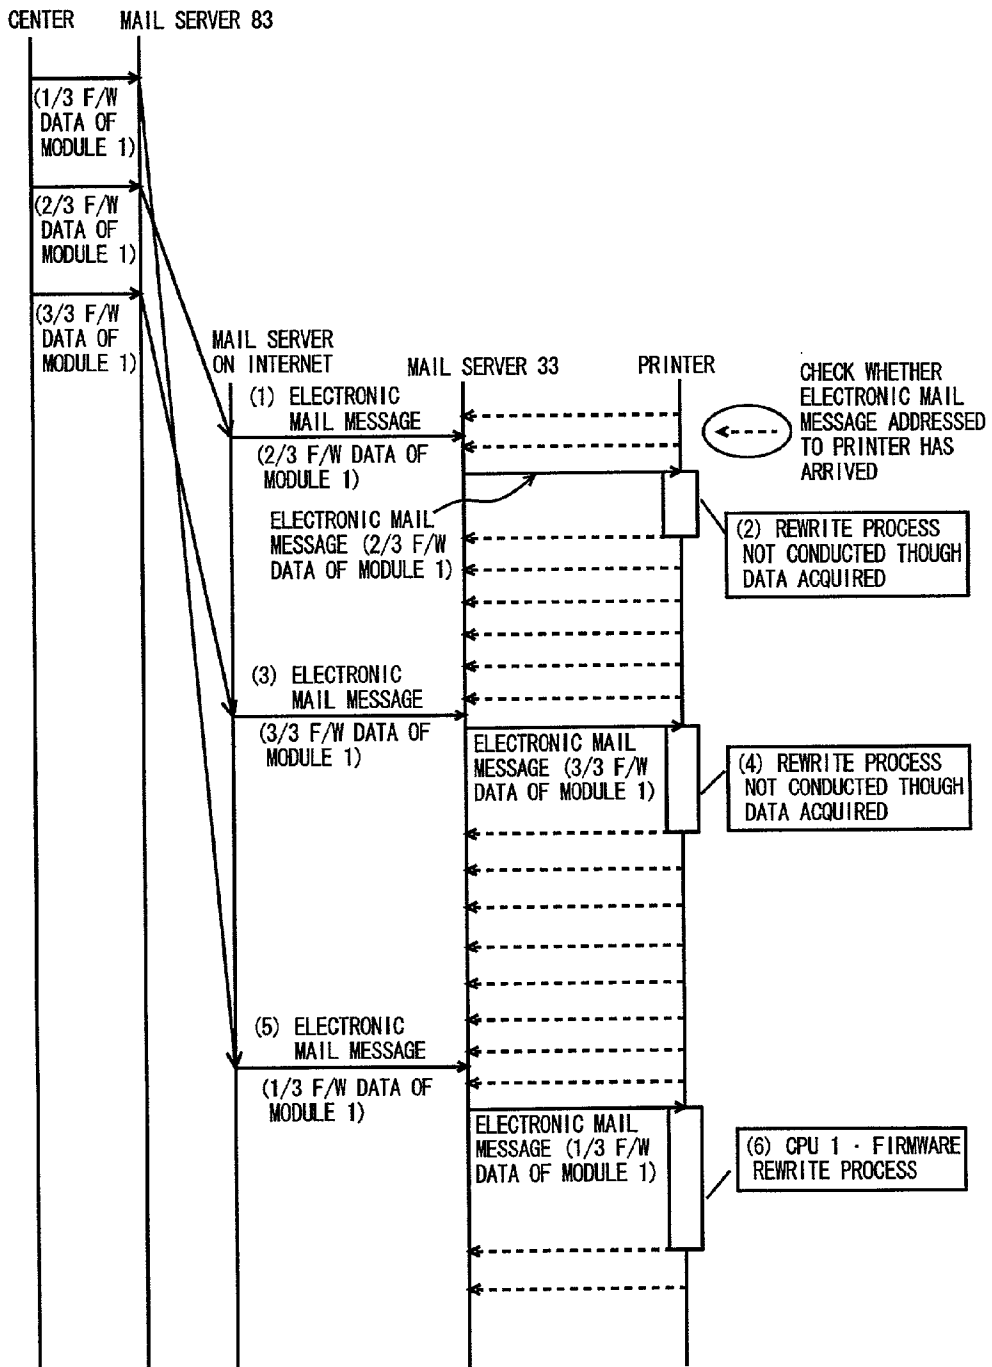 CENTER
MAIL SERVER 83
(1/3 F/W
DATA OF
MODULE 1)
(2/3 F/W
DATA OF
MODULE 1)
(3/3 F/W
DATA OF
MODULE 1)
MAIL SERVER
ON INTERNET
MAIL SERVER 33
PRINTER
CHECK WHETHER
ELECTRONIC MAIL
MESSAGE ADDRESSED
TO PRINTER HAS
ARRIVED
(1) ELECTRONIC
MAIL MESSAGE
(2/3 F/W DATA OF
MODULE 1)
ELECTRONIC MAIL
MESSAGE (2/3 F/W
DATA OF MODULE 1)
(2) REWRITE PROCESS
NOT CONDUCTED THOUGH
DATA ACQUIRED
(3) ELECTRONIC
MAIL MESSAGE
(3/3 F/W DATA OF
MODULE 1)
ELECTRONIC MAIL
MESSAGE (3/3 F/W
DATA OF MODULE 1)
(4) REWRITE PROCESS
NOT CONDUCTED THOUGH
DATA ACQUIRED
(5) ELECTRONIC
MAIL MESSAGE
(1/3 F/W DATA OF
MODULE 1)
ELECTRONIC MAIL
MESSAGE (1/3 F/W
DATA OF MODULE 1)
(6) CPU 1 · FIRMWARE
REWRITE PROCESS